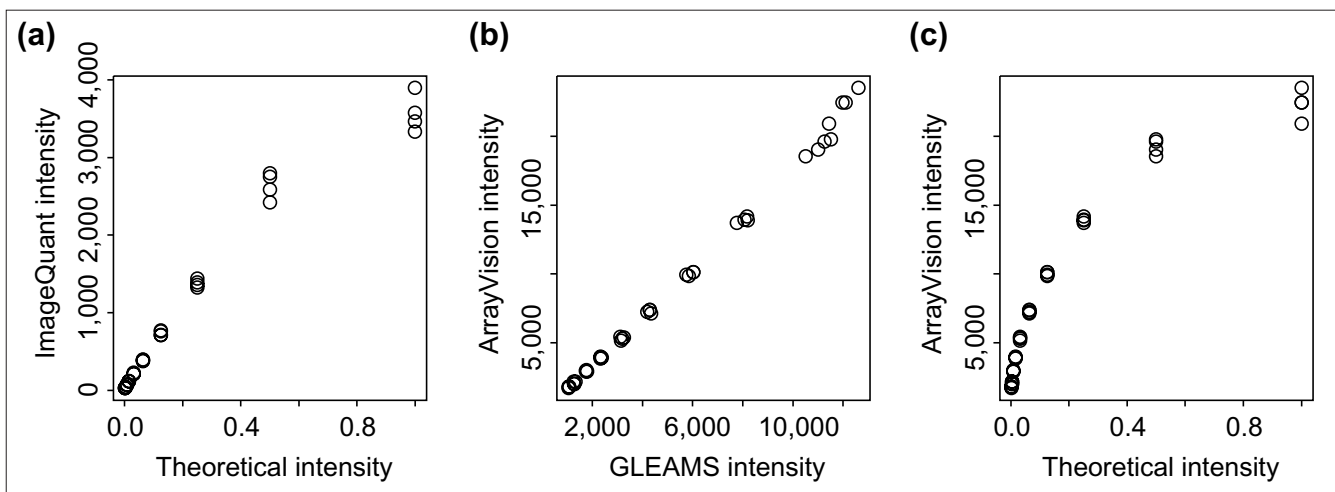 (a)
ImageQuant intensity
4,000
3,000
2,000
1,000
0
0.0 0.4 0.8
Theoretical intensity
(b)
ArrayVision intensity
15,000
5,000
2,000 6,000 10,000
GLEAMS intensity
(c)
ArrayVision intensity
15,000
5,000
0.0 0.4 0.8
Theoretical intensity